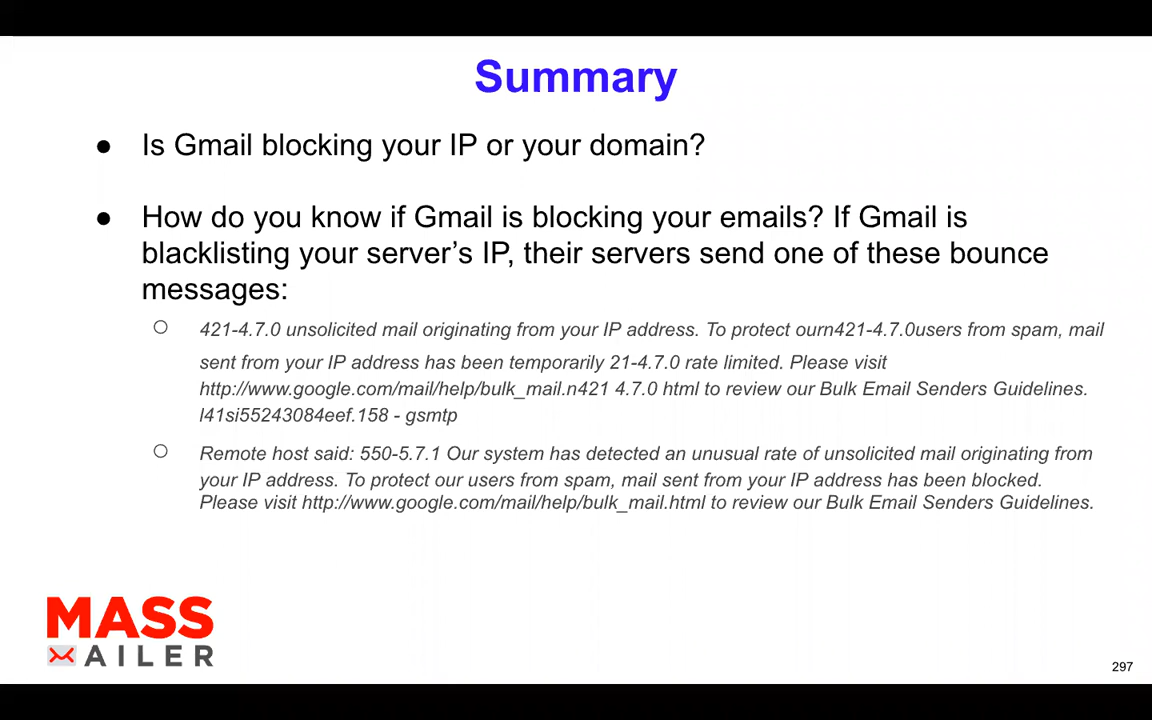 Summary
● Is Gmail blocking your IP or your domain?
● How do you know if Gmail is blocking your emails? If Gmail is
blacklisting your server’s IP, their servers send one of these bounce
messages:
○ 421-4.7.0 unsolicited mail originating from your IP address. To protect ourn421-4.7.0users from spam, mail
sent from your IP address has been temporarily 21-4.7.0 rate limited. Please visit
http://www.google.com/mail/help/bulk_mail.n421 4.7.0 html to review our Bulk Email Senders Guidelines.
l41si55243084eef.158 - gsmtp
○ Remote host said: 550-5.7.1 Our system has detected an unusual rate of unsolicited mail originating from
your IP address. To protect our users from spam, mail sent from your IP address has been blocked.
Please visit http://www.google.com/mail/help/bulk_mail.html to review our Bulk Email Senders Guidelines.
MASS
AILER
297